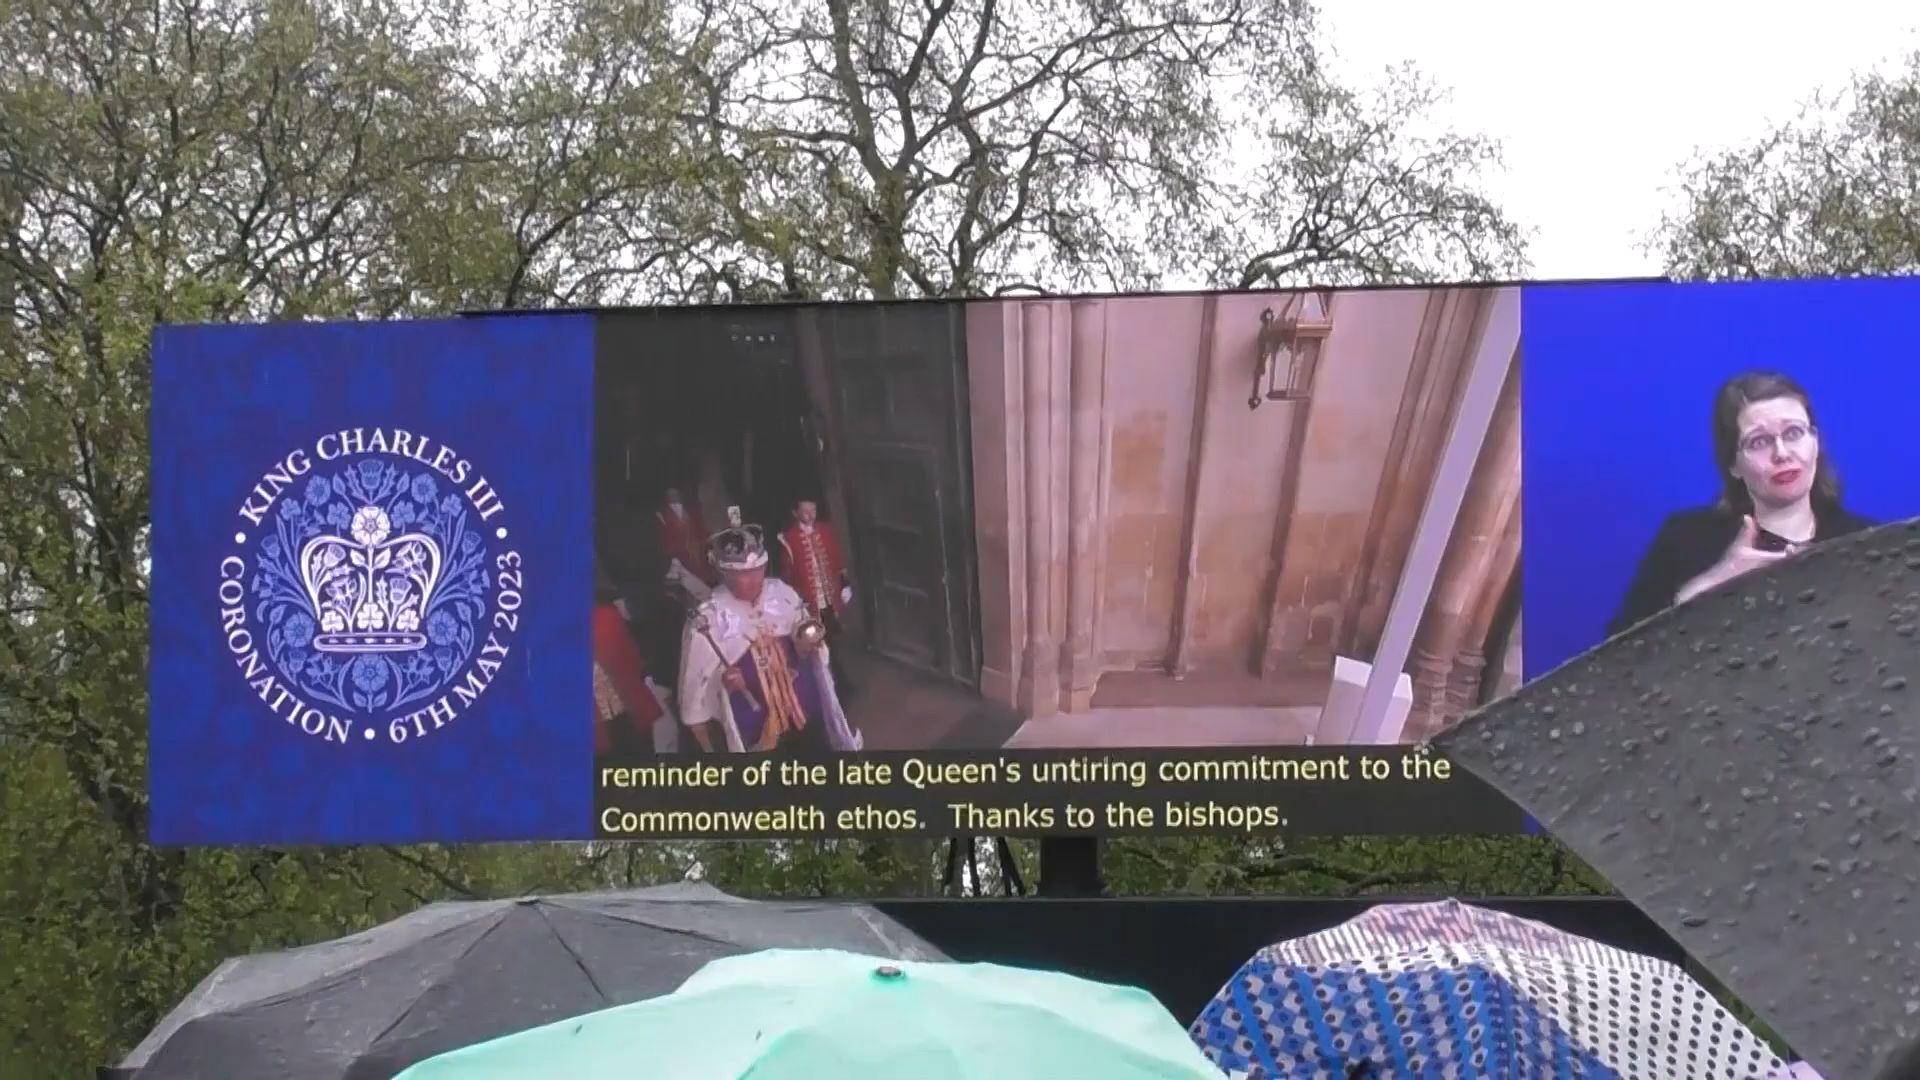 KING CHARLES III
CORONATION • 6TH MAY 2023
reminder of the late Queen's untiring commitment to the
Commonwealth ethos.  Thanks to the bishops.